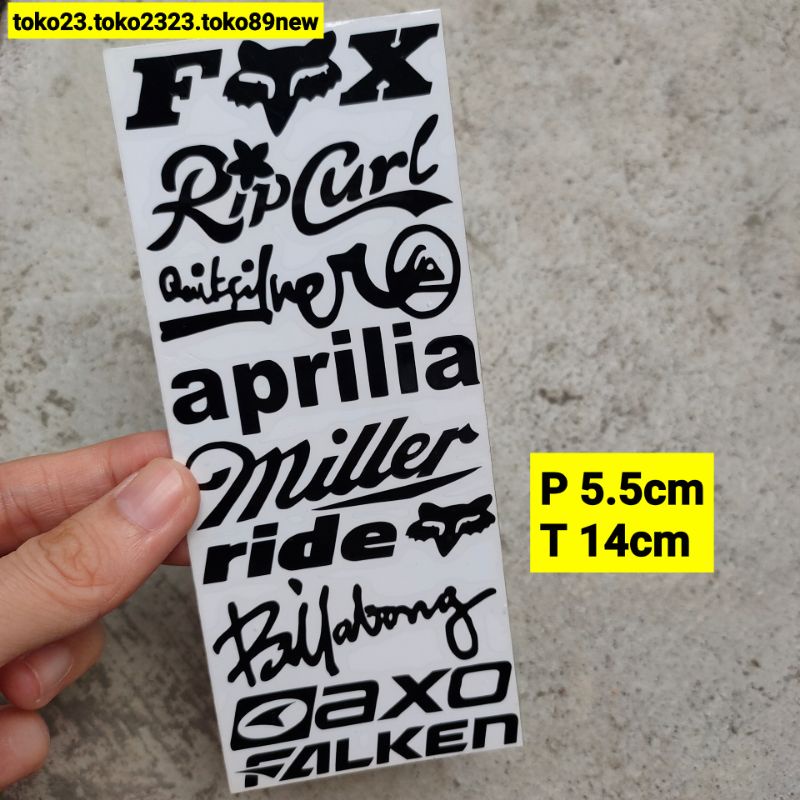 toko23.toko2323.toko89new
FOX
RipCurl
Quiksilver
aprilia
Miller
ride
Billabong
axo
FALKEN
P 5.5cm
T 14cm